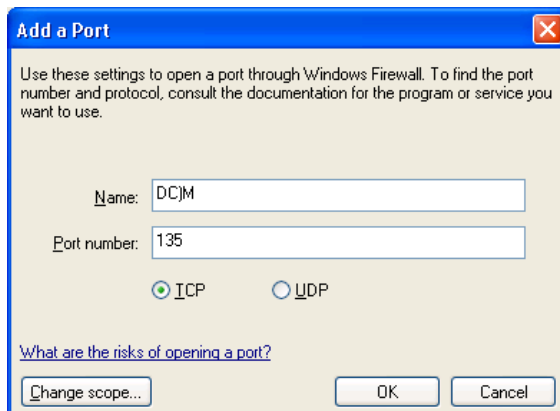 Add a Port
Use these settings to open a port through Windows Firewall. To find the port
number and protocol, consult the documentation for the program or service you
want to use.
Name: DC)M
Port number: 135
TCP UDP
What are the risks of opening a port?
Change scope... OK Cancel